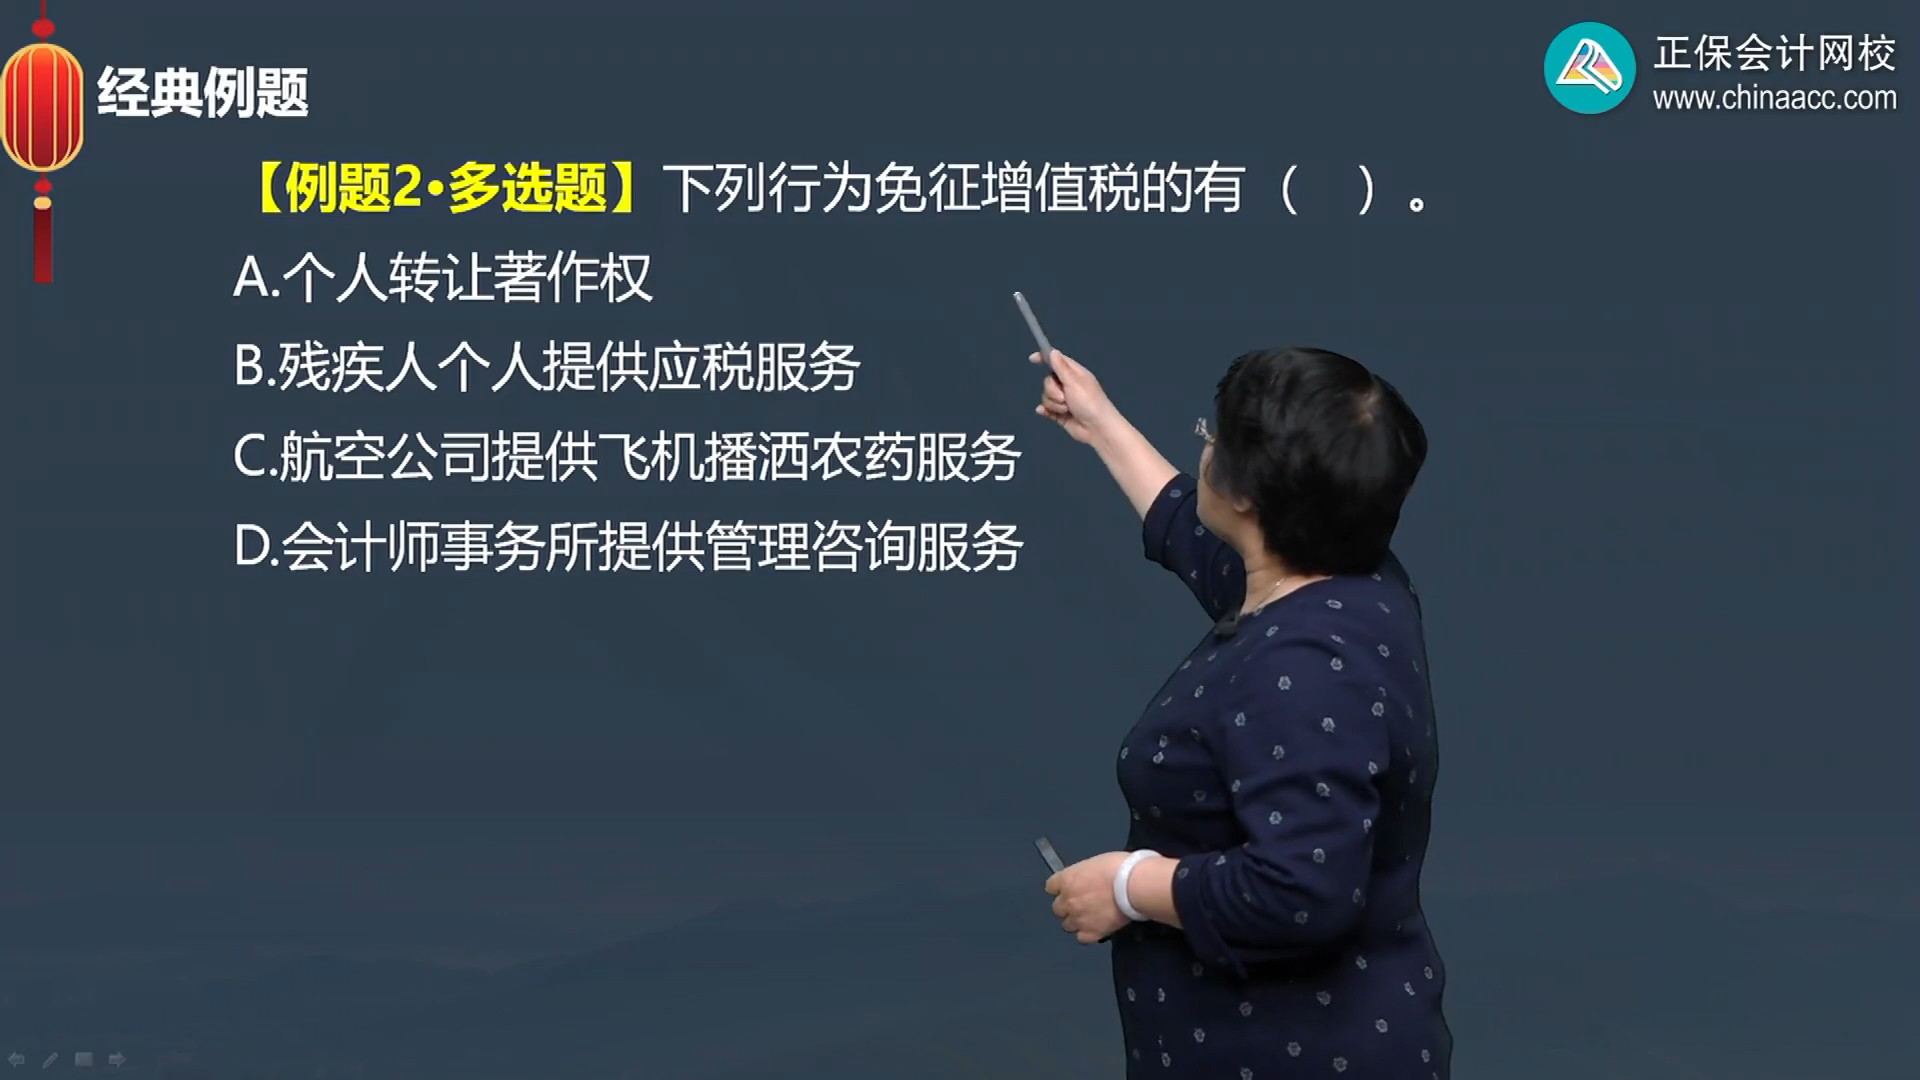 正保会计网校
www.chinaacc.com
经典例题
【例题2•多选题】下列行为免征增值税的有（ ）。
A.个人转让著作权
B.残疾人个人提供应税服务
C.航空公司提供飞机播洒农药服务
D.会计师事务所提供管理咨询服务